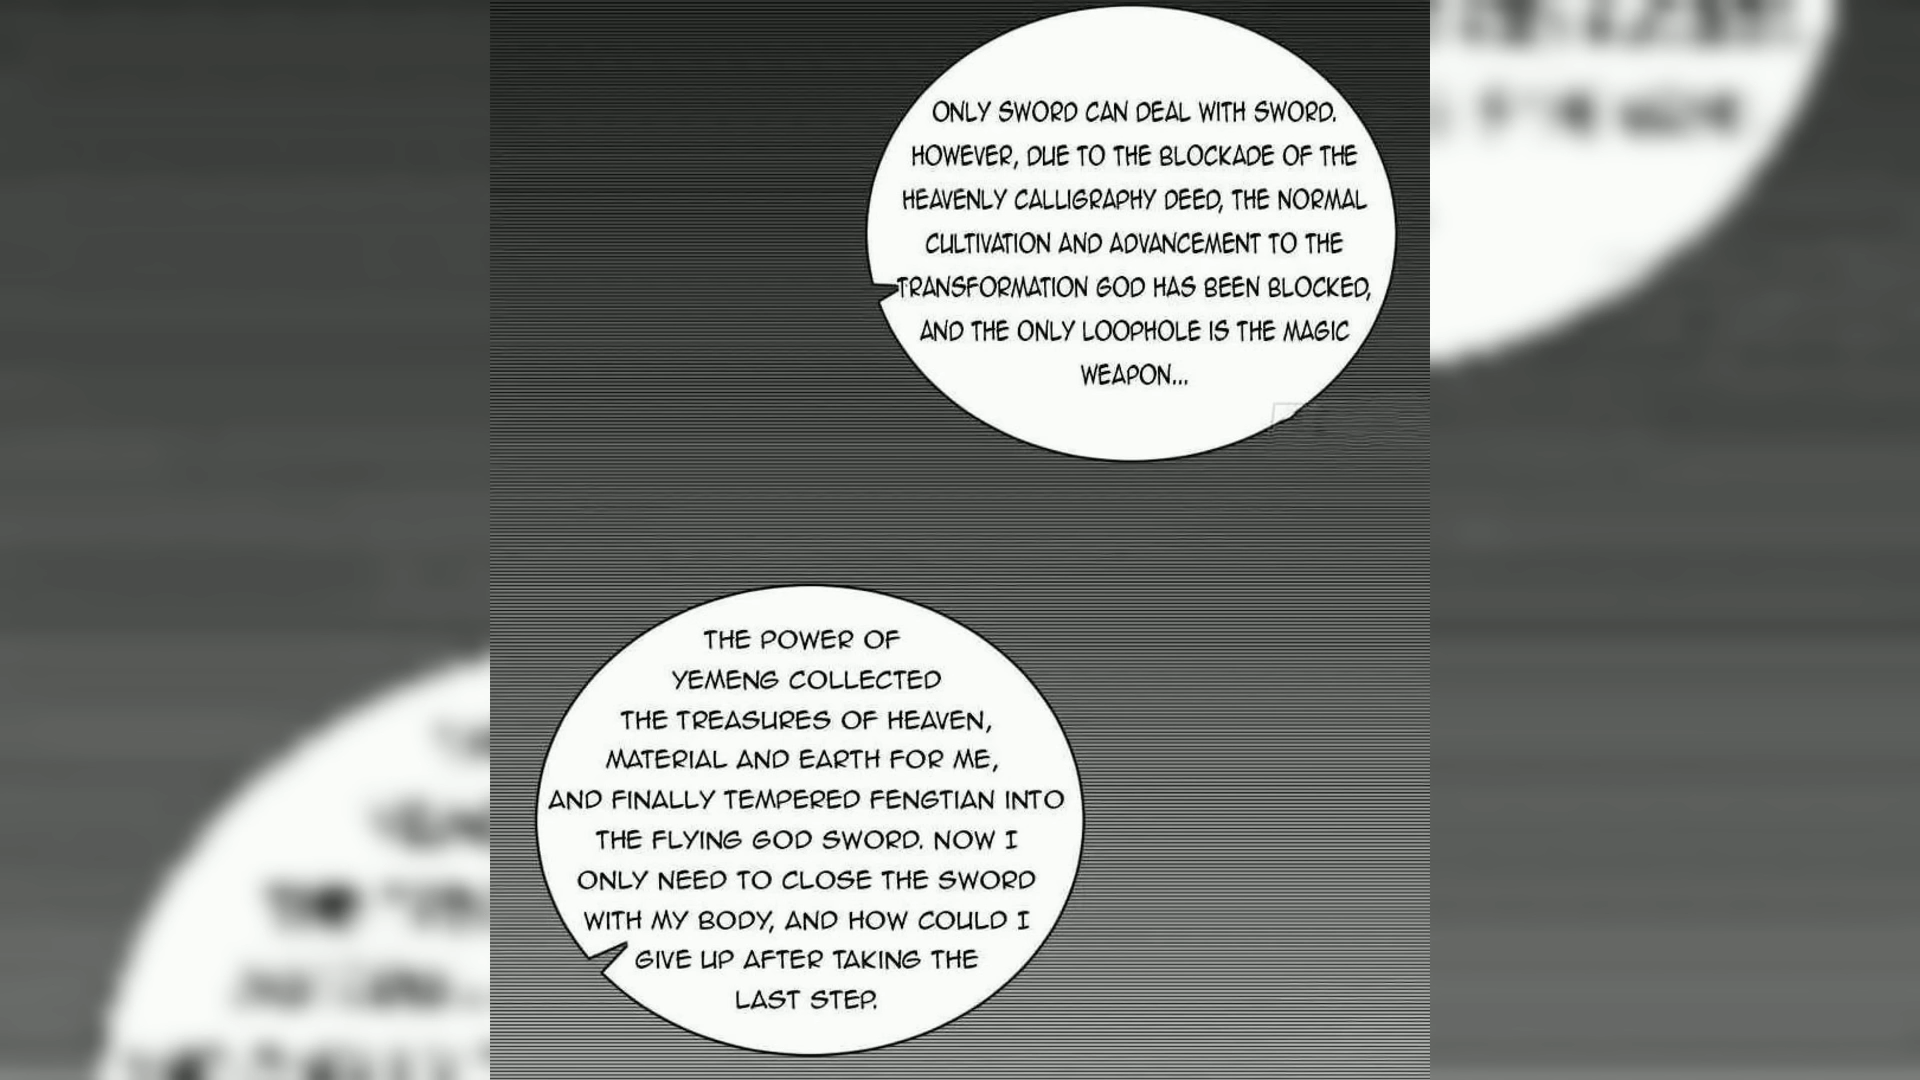 ONLY SWORD CAN DEAL WITH SWORD.
HOWEVER, DUE TO THE BLOCKADE OF THE
HEAVENLY CALLIGRAPHY DEED, THE NORMAL
CULTIVATION AND ADVANCEMENT TO THE
TRANSFORMATION GOD HAS BEEN BLOCKED,
AND THE ONLY LOOPHOLE IS THE MAGIC
WEAPON...
THE POWER OF
YEMENG COLLECTED
THE TREASURES OF HEAVEN,
MATERIAL AND EARTH FOR ME,
AND FINALLY TEMPERED FENGTIAN INTO
THE FLYING GOD SWORD. NOW I
ONLY NEED TO CLOSE THE SWORD
WITH MY BODY, AND HOW COULD I
GIVE UP AFTER TAKING THE
LAST STEP.